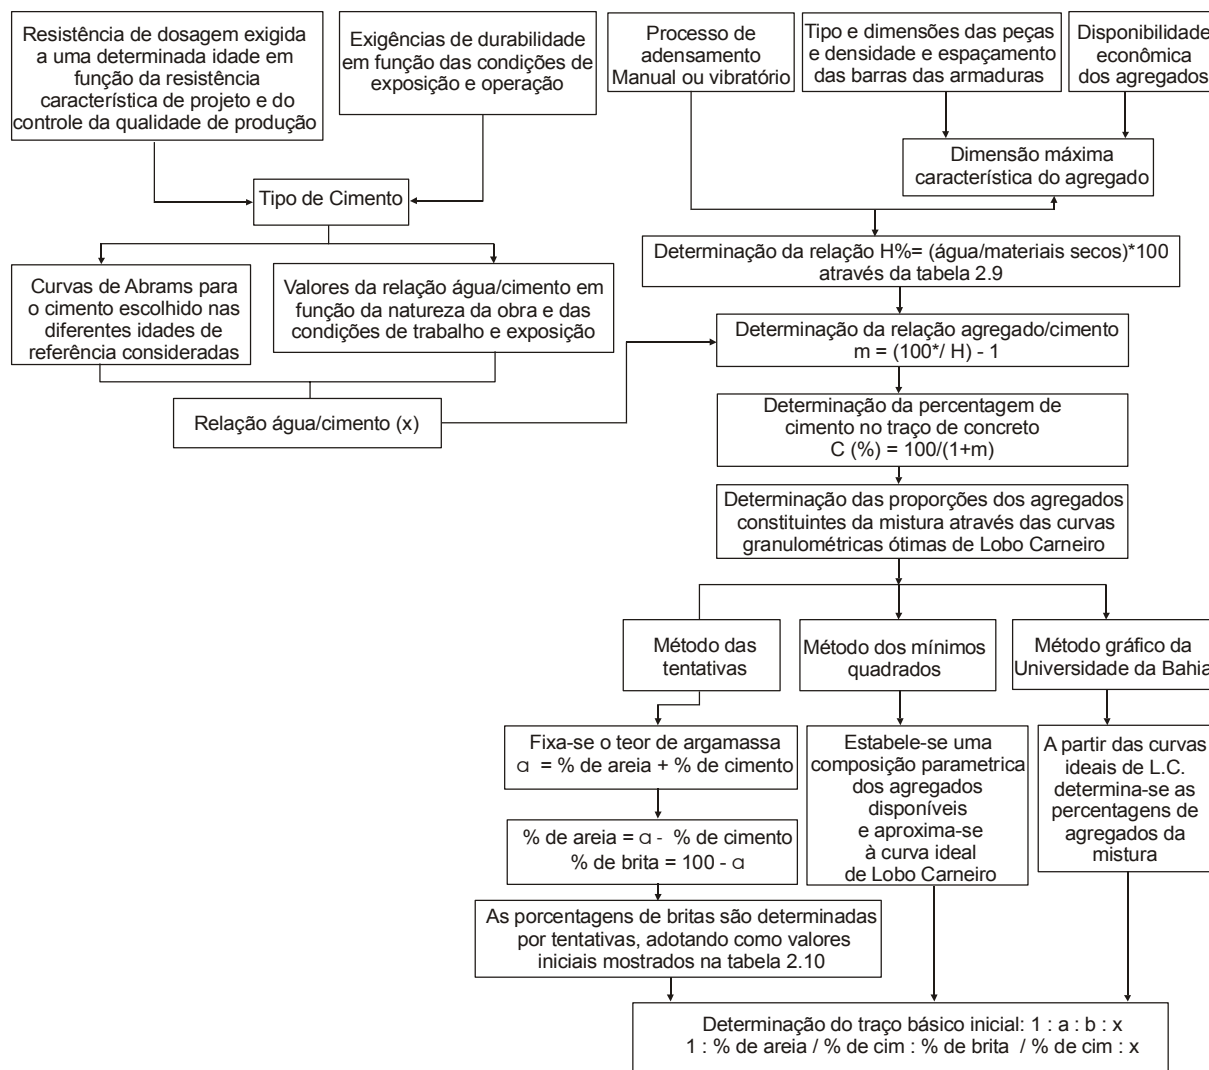 Resistência de dosagem exigida
a uma determinada idade em
função da resistência
característica de projeto e do
controle da qualidade de produção
Exigências de durabilidade
em função das condições de
exposição e operação
Processo de
adensamento
Manual ou vibratório
Tipo e dimensões das peças
e densidade e espaçamento
das barras das armaduras
Disponibilidade
econômica
dos agregados
Dimensão máxima
característica do agregado
Tipo de Cimento
Determinação da relação H%= (água/materiais secos)*100
através da tabela 2.9
Curvas de Abrams para
o cimento escolhido nas
diferentes idades de
referência consideradas
Valores da relação água/cimento em
função da natureza da obra e das
condições de trabalho e exposição
Determinação da relação agregado/cimento
m = (100*/ H) - 1
Relação água/cimento (x)
Determinação da percentagem de
cimento no traço de concreto
C (%) = 100/(1+m)
Determinação das proporções dos agregados
constituintes da mistura através das curvas
granulométricas ótimas de Lobo Carneiro
Método das
tentativas
Método dos mínimos
quadrados
Método gráfico da
Universidade da Bahia
Fixa-se o teor de argamassa
α = % de areia + % de cimento
% de areia = α - % de cimento
% de brita = 100 - α
As porcentagens de britas são determinadas
por tentativas, adotando como valores
iniciais mostrados na tabela 2.10
Estabele-se uma
composição parametrica
dos agregados
disponíveis
e aproxima-se
à curva ideal
de Lobo Carneiro
A partir das curvas
ideais de L.C.
determina-se as
percentagens de
agregados da
mistura
Determinação do traço básico inicial: 1 : a : b : x
1 : % de areia / % de cim : % de brita / % de cim : x